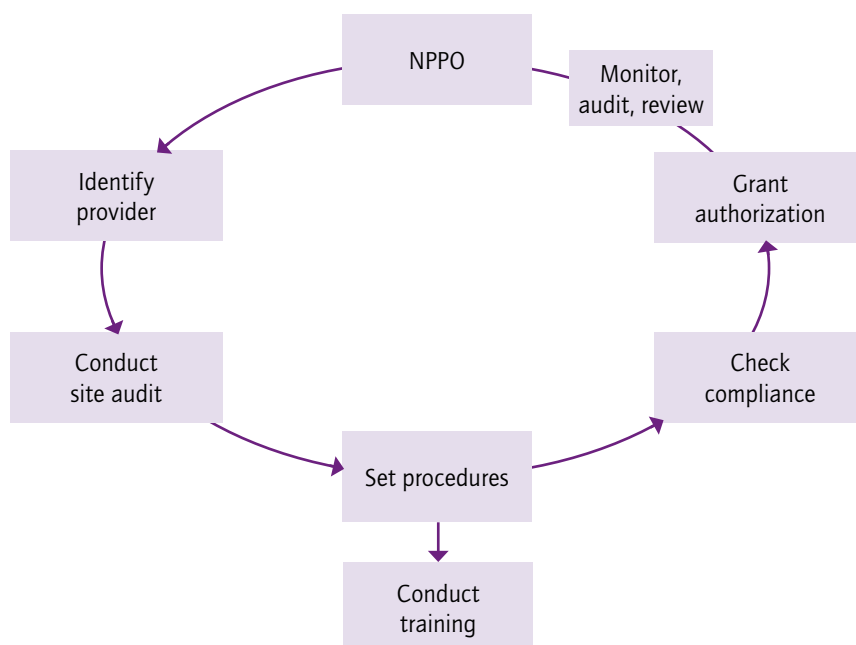 NPPO
Monitor,
audit, review
Identify
provider
Grant
authorization
Conduct
site audit
Check
compliance
Set procedures
Conduct
training